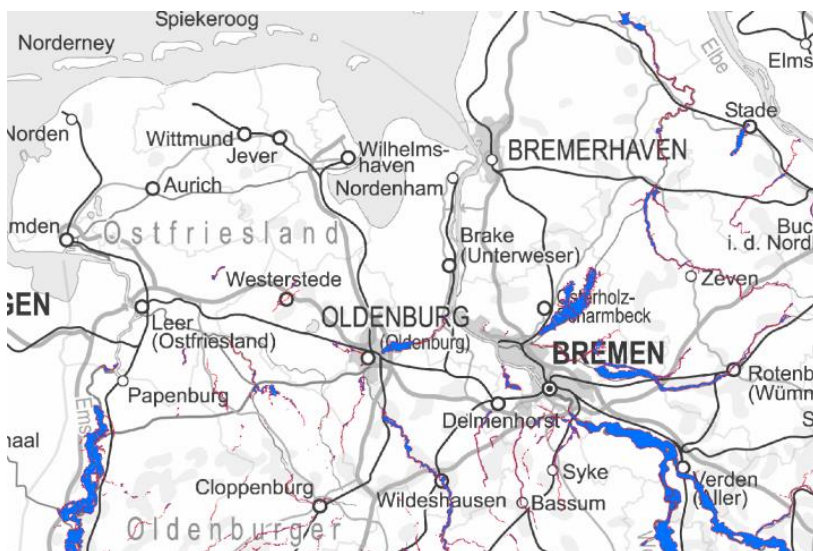 Spiekeroog
Norderney
Elbe
Elms
Stade
Norden
Wittmund
Jever
Wilhelms-
haven
BREMERHAVEN
Nordenham
Aurich
mden
Ostfriesland
Brake
(Unterweser)
Buc
i. d. Nord
Westerstede
Zeven
GEN
Leer
(Ostfriesland)
OLDENBURG
(Oldenburg)
Osterholz-
Scharmbeck
BREMEN
Rotenb
(Wümm
Papenburg
Ems
Delmenhorst
S
naal
Cloppenburg
Wildeshausen
Syke
Bassum
Verden
(Aller)
Oldenburger